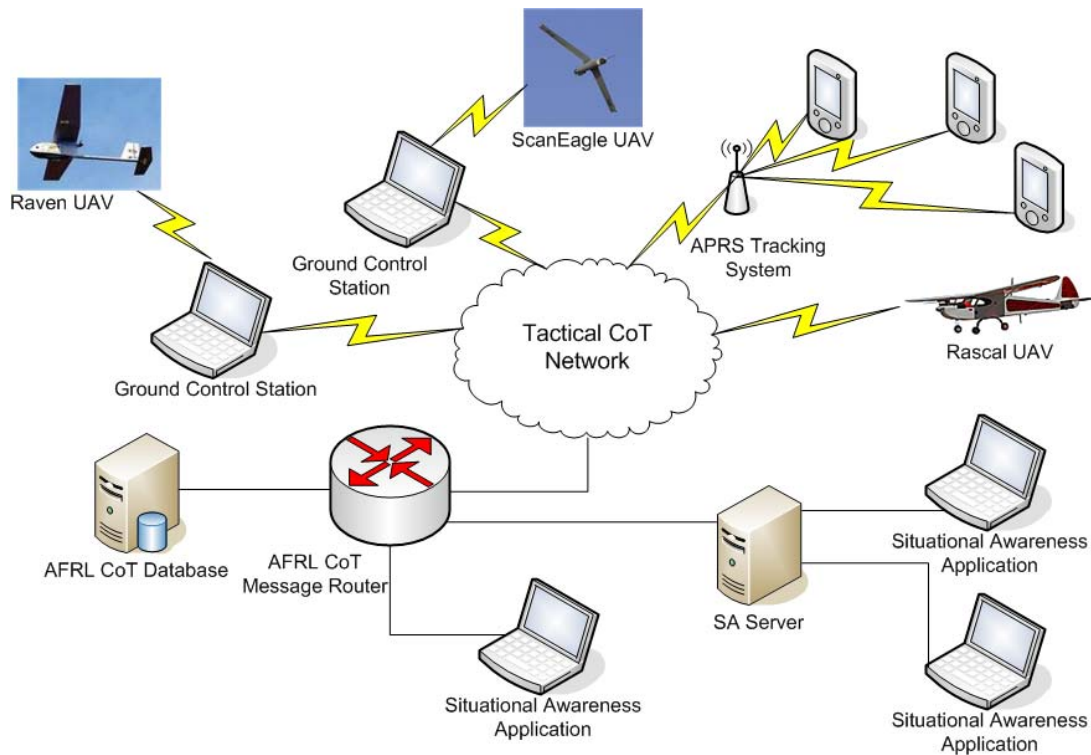 ScanEagle UAV
Raven UAV
APRS Tracking
System
Ground Control
Station
Rascal UAV
Tactical CoT
Network
Ground Control Station
AFRL CoT Database
AFRL CoT
Message Router
Situational Awareness
Application
SA Server
Situational Awareness
Application
Situational Awareness
Application